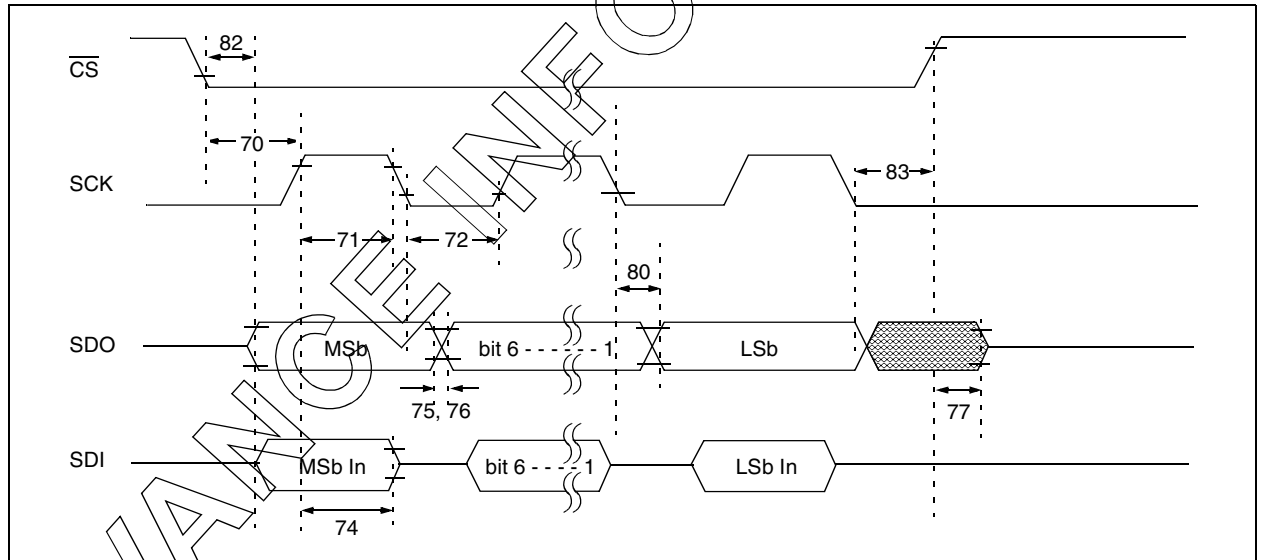 82
CS
70
SCK
83
71
72
80
SDO
MSb
bit 6 - - - - - - 1
LSb
75, 76
77
SDI
MSb In
bit 6 - - - - 1
LSb In
74